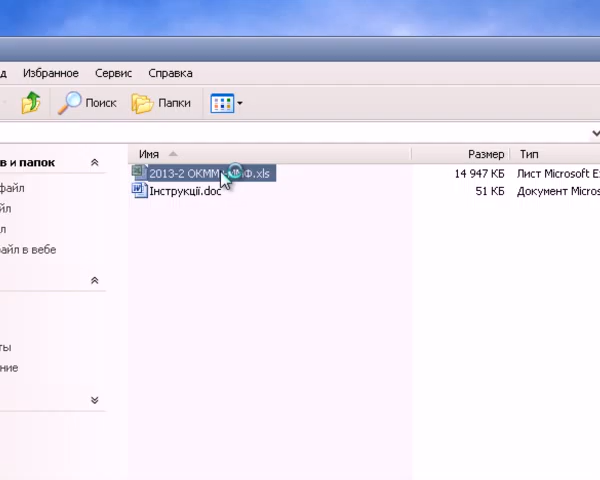 д Избранное Сервис Справка
Поиск Папки
в и папок
Имя Размер Тип
2013-2 ОКММ .xls 14 947 КБ Лист Microsoft E
Інструкції.doc 51 КБ Документ Micros
файл
йл
л
айл в вебе
ты
ние